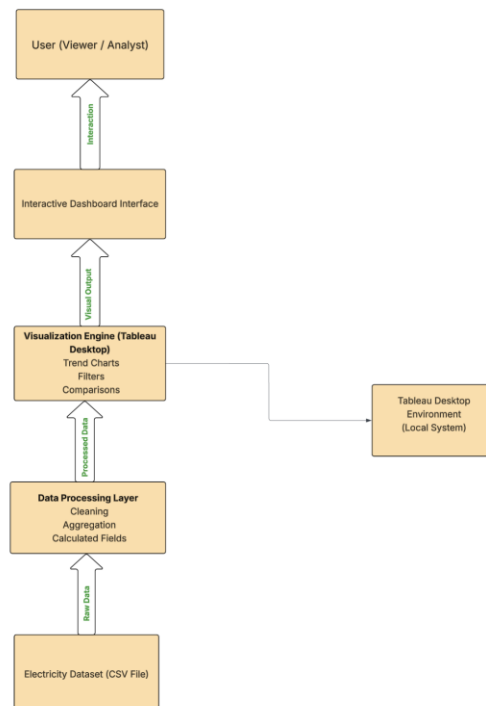 User (Viewer / Analyst)
Interaction
Interactive Dashboard Interface
Visual Output
Visualization Engine (Tableau
Desktop)
Trend Charts
Filters
Comparisons
Tableau Desktop
Environment
(Local System)
Processed Data
Data Processing Layer
Cleaning
Aggregation
Calculated Fields
Raw Data
Electricity Dataset (CSV File)